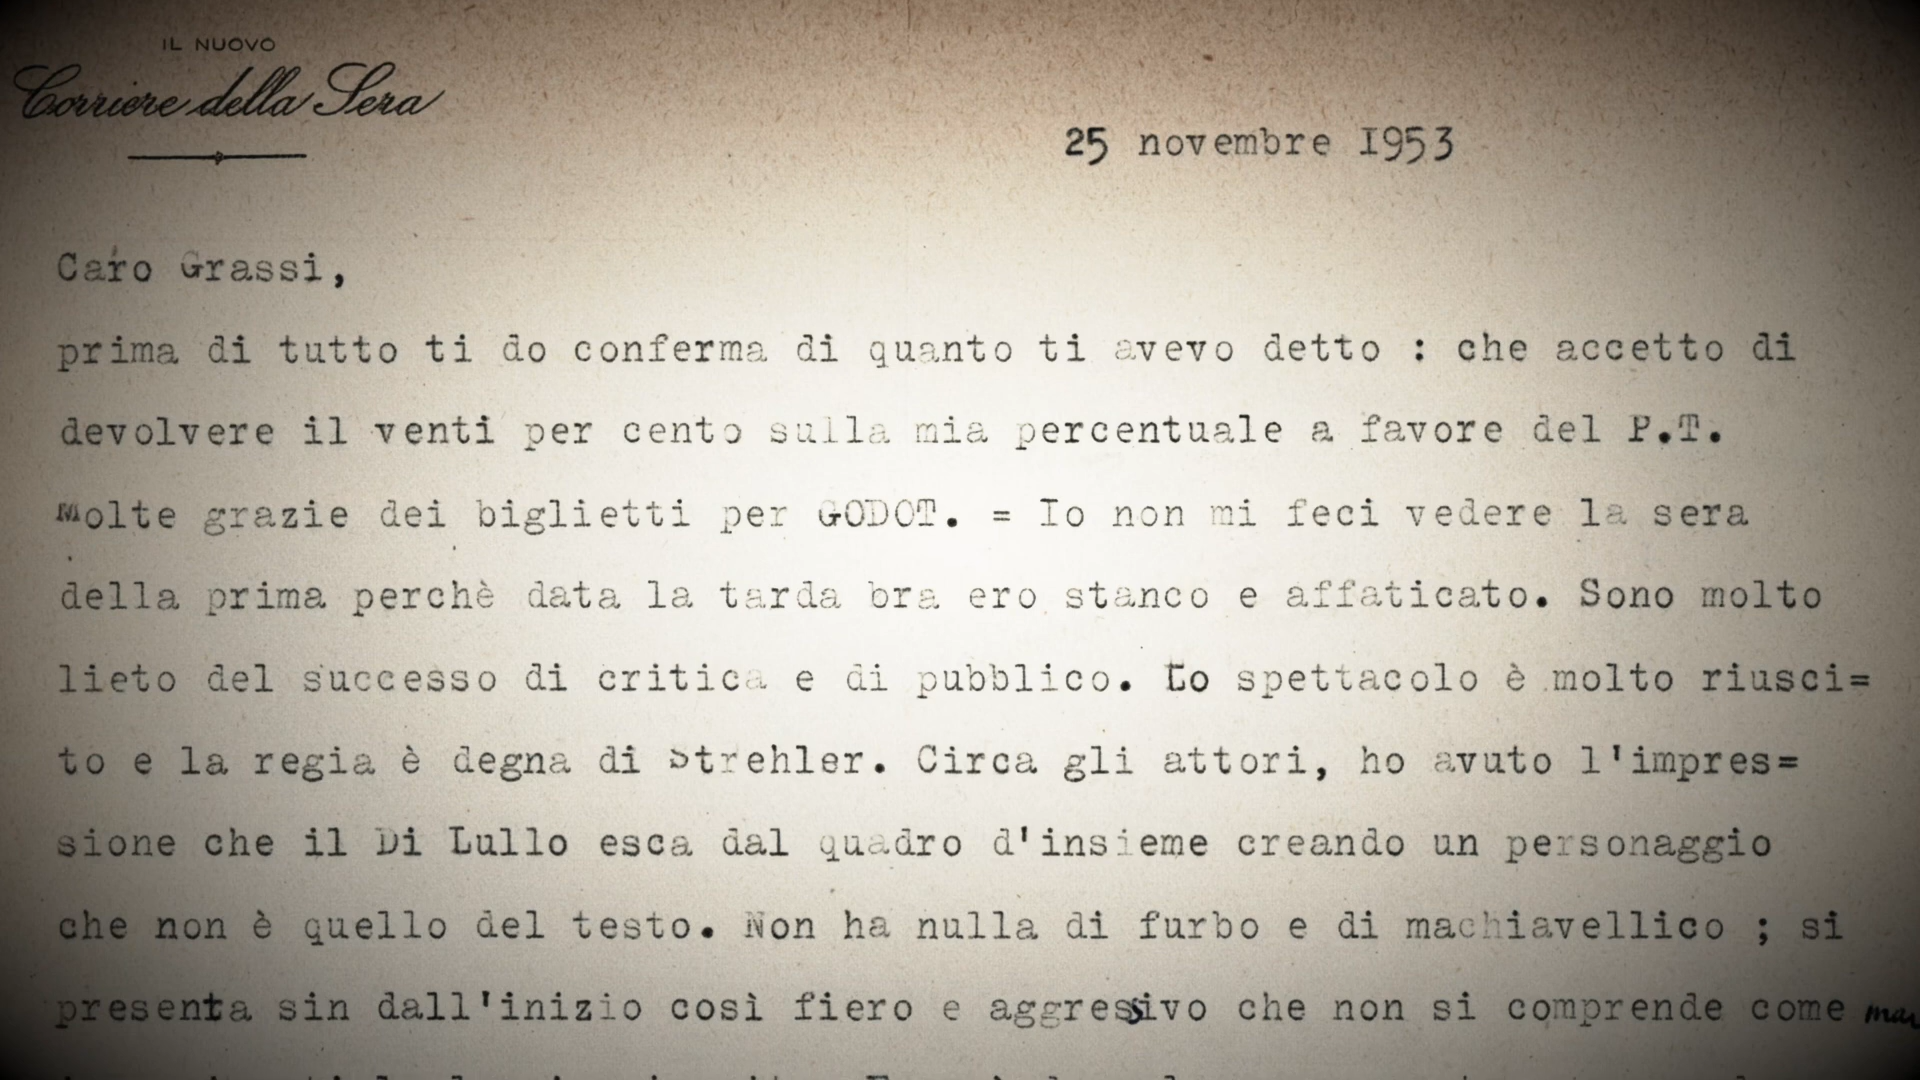 IL NUOVO
Corriere della Sera
25 novembre 1953
Caro Grassi,
prima di tutto ti do conferma di quanto ti avevo detto : che accetto di
devolvere il venti per cento sulla mia percentuale a favore del P.T.
Molte grazie dei biglietti per GODOT. = Io non mi feci vedere la sera
della prima perchè data la tarda bra ero stanco e affaticato. Sono molto
lieto del successo di critica e di pubblico. Lo spettacolo è molto riusci=
to e la regia è degna di Strehler. Circa gli attori, ho avuto l'impres=
sione che il Di Lullo esca dal quadro d'insieme creando un personaggio
che non è quello del testo. Non ha nulla di furbo e di machiavellico ; si
presenta sin dall'inizio così fiero e aggressivo che non si comprende come